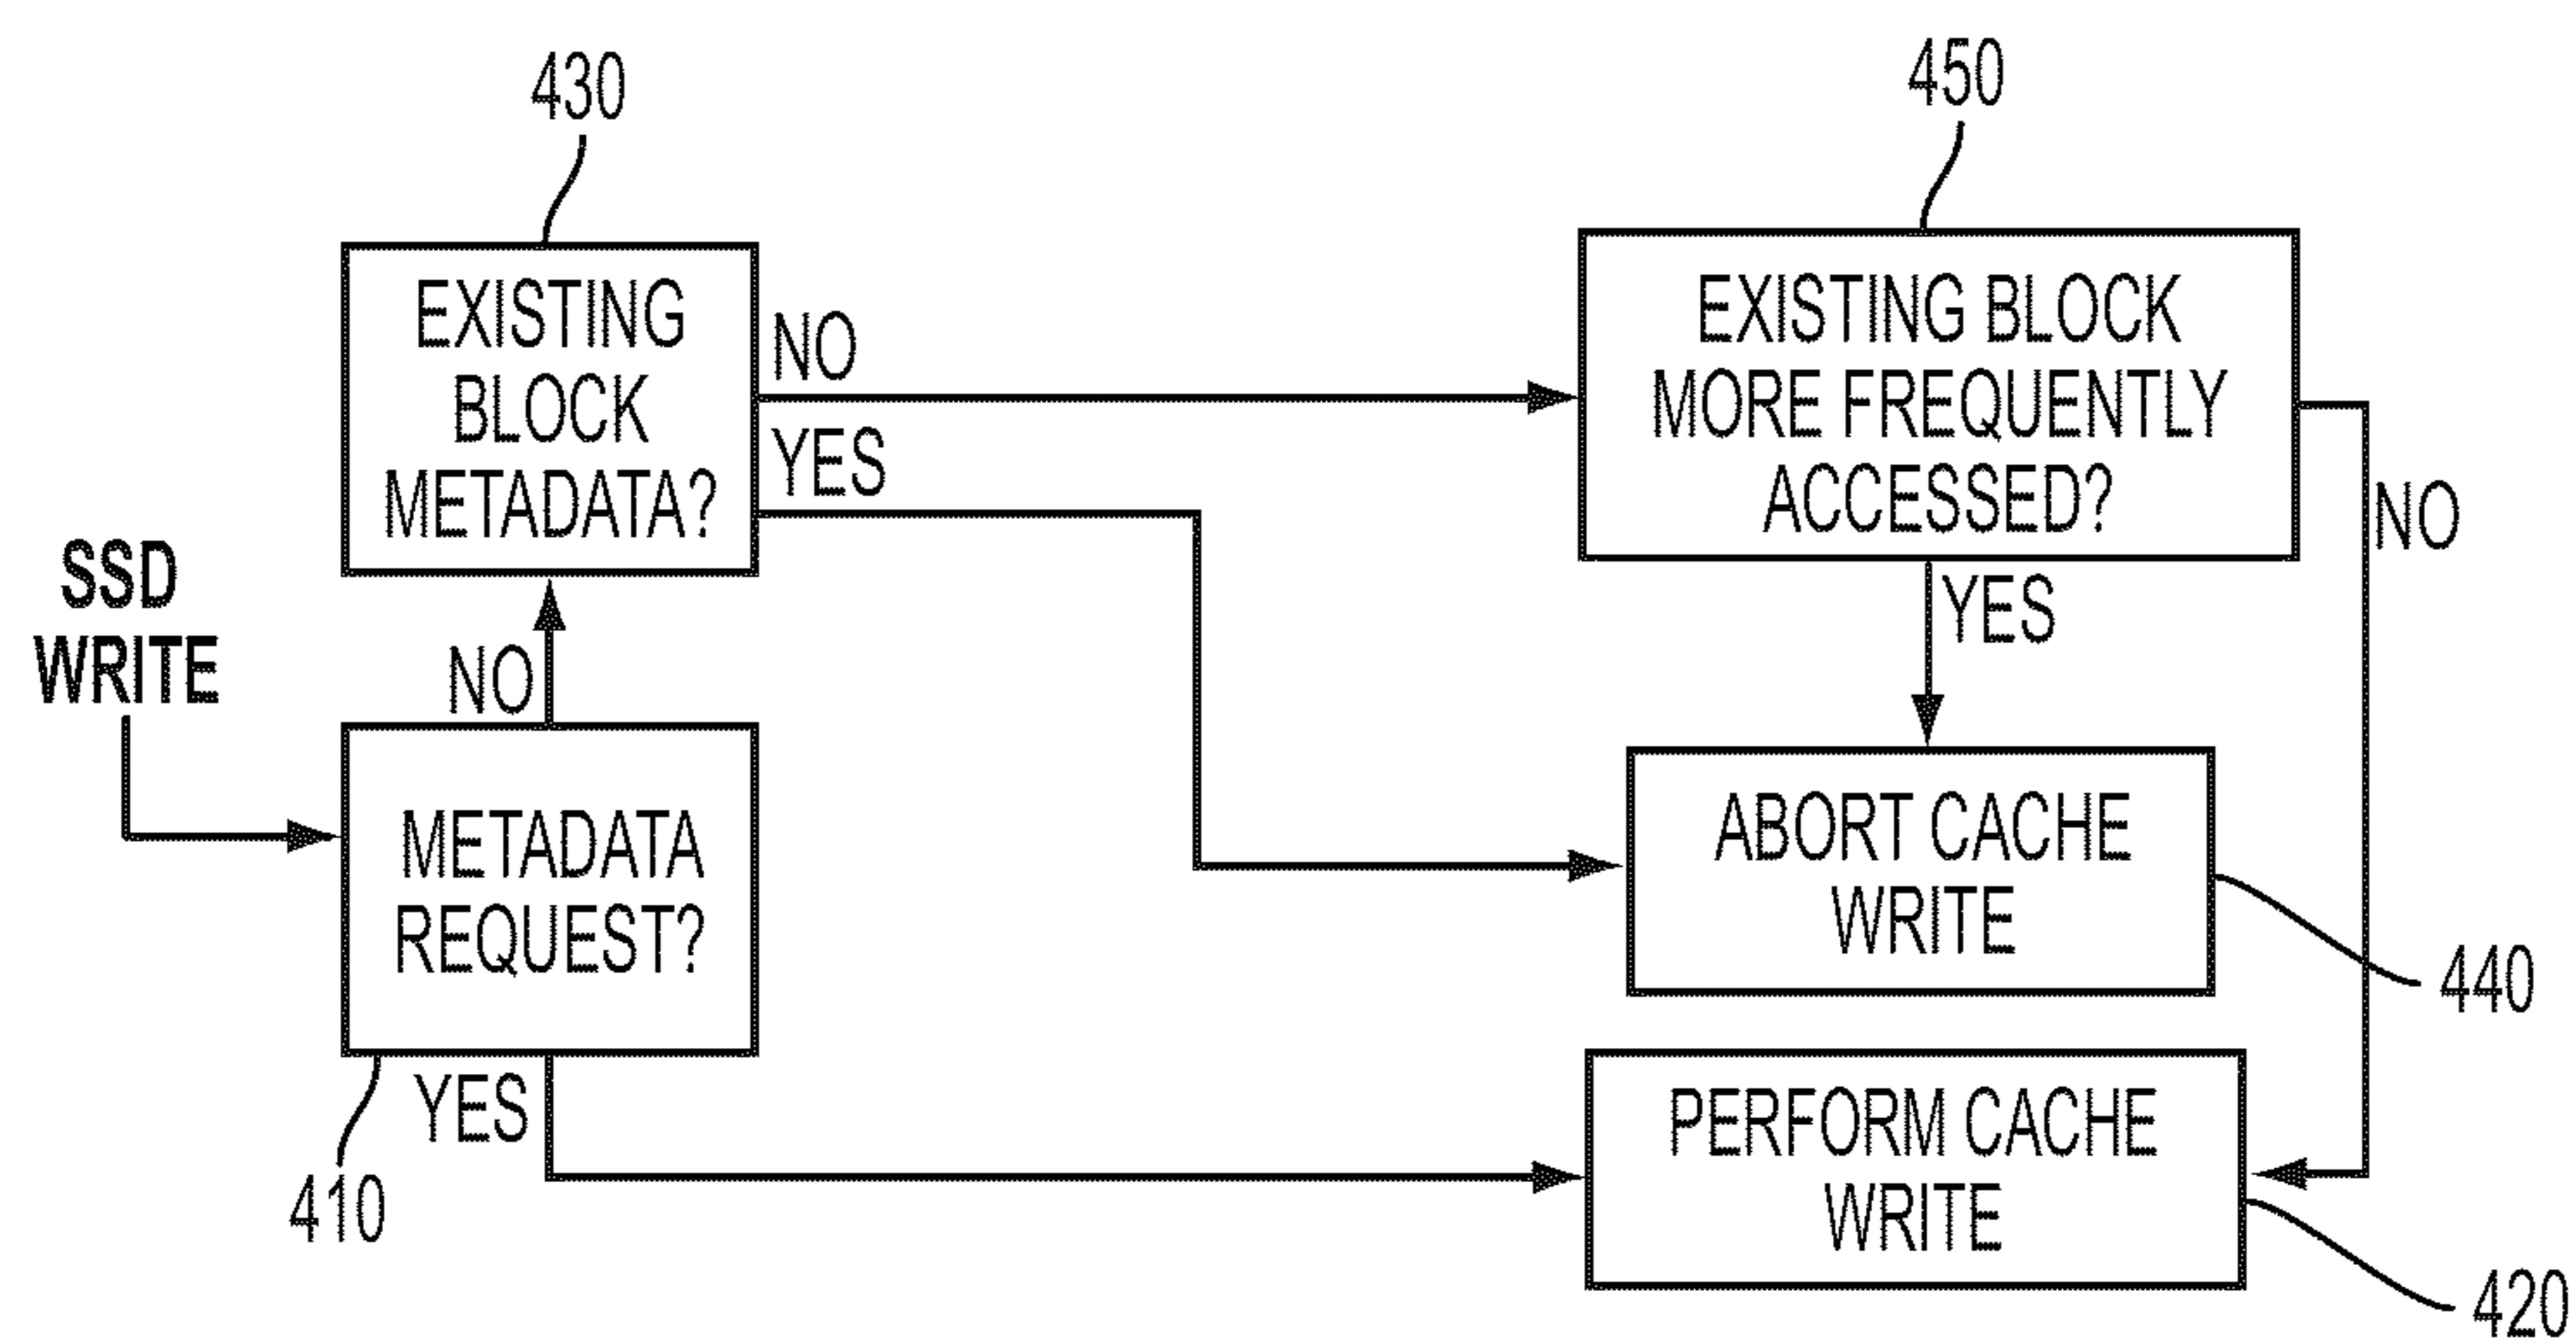 430
450
EXISTING
BLOCK
METADATA?
NO
YES
EXISTING BLOCK
MORE FREQUENTLY
ACCESSED?
NO
YES
SSD
WRITE
NO
METADATA
REQUEST?
YES
410
ABORT CACHE
WRITE
440
PERFORM CACHE
WRITE
420